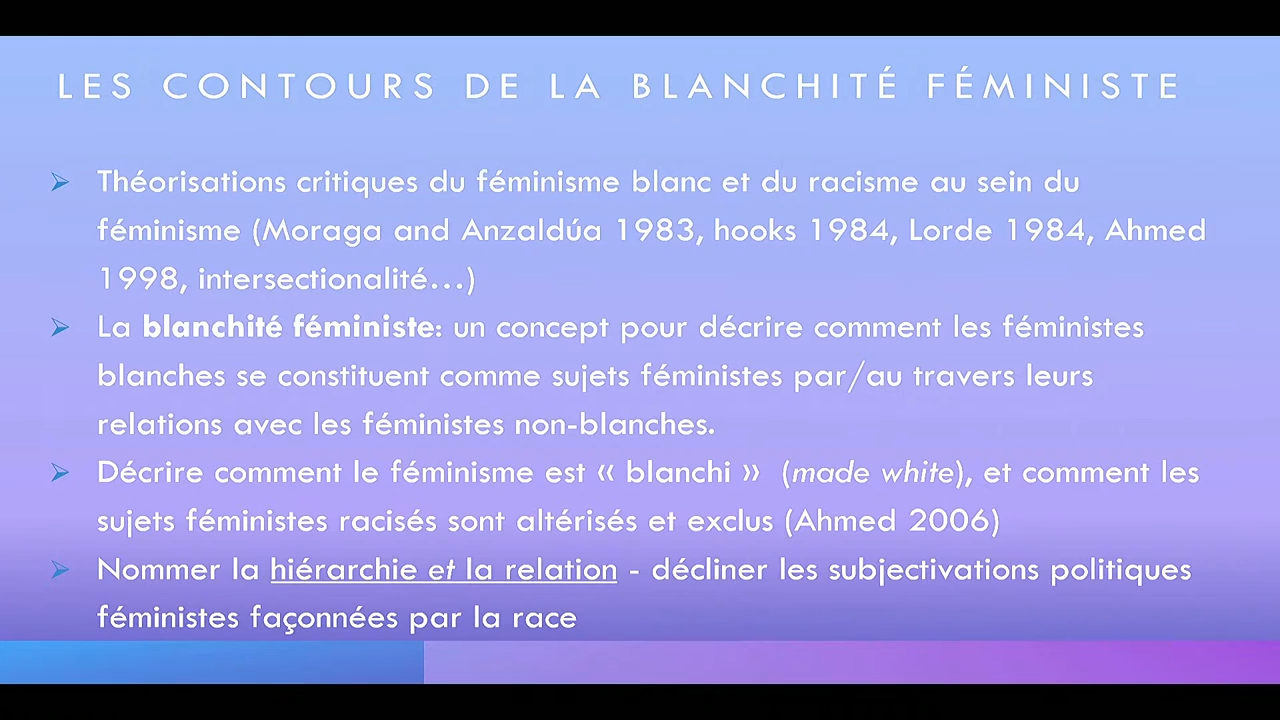 LES CONTOURS DE LA BLANCHITÉ FÉMINISTE
Théorisations critiques du féminisme blanc et du racisme au sein du
féminisme (Moraga and Anzaldúa 1983, hooks 1984, Lorde 1984, Ahmed
1998, intersectionalité...)
La blanchité féministe: un concept pour décrire comment les féministes
blanches se constituent comme sujets féministes par/au travers leurs
relations avec les féministes non-blanches.
Décrire comment le féminisme est « blanchi » (made white), et comment les
sujets féministes racisés sont altérisés et exclus (Ahmed 2006)
Nommer la hiérarchie et la relation - décliner les subjectivations politiques
féministes façonnées par la race